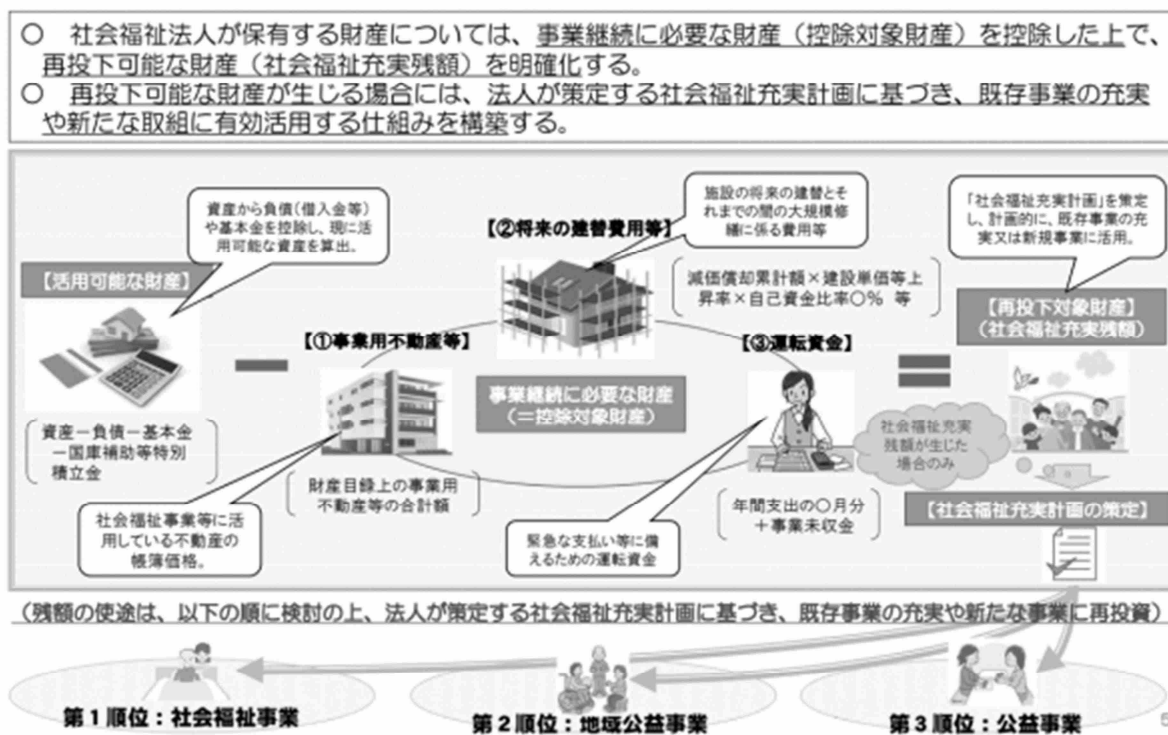 ○ 社会福祉法人が保有する財産については、事業継続に必要な財産（控除対象財産）を控除した上で、
再投下可能な財産（社会福祉充実残額）を明確化する。
○ 再投下可能な財産が生じる場合には、法人が策定する社会福祉充実計画に基づき、既存事業の充実
や新たな取組に有効活用する仕組みを構築する。
資産から負債（借入金等）
や基本金を控除し、現に活
用可能な資産を算出。
【活用可能な財産】
資産－負債－基本金
－国庫補助等特別
積立金
【①事業用不動産等】
財産目録上の事業用
不動産等の合計額
社会福祉事業等に活
用している不動産の
帳簿価格。
【②将来の建替費用等】
施設の将来の建替とそ
れまでの間の大規模修
繕に係る費用等
減価償却累計額×建設単価等上
昇率×自己資金比率〇％ 等
事業継続に必要な財産
（＝控除対象財産）
【③運転資金】
年間支出の〇月分
＋事業未収金
緊急な支払い等に備
えるための運転資金
「社会福祉充実計画」を策定
し、計画的に、既存事業の充
実又は新規事業に活用。
【再投下対象財産】
（社会福祉充実残額）
社会福祉充実
残額が生じた
場合のみ
【社会福祉充実計画の策定】
（残額の使途は、以下の順に検討の上、法人が策定する社会福祉充実計画に基づき、既存事業の充実や新たな事業に再投資）
第１順位：社会福祉事業
第２順位：地域公益事業
第３順位：公益事業
5